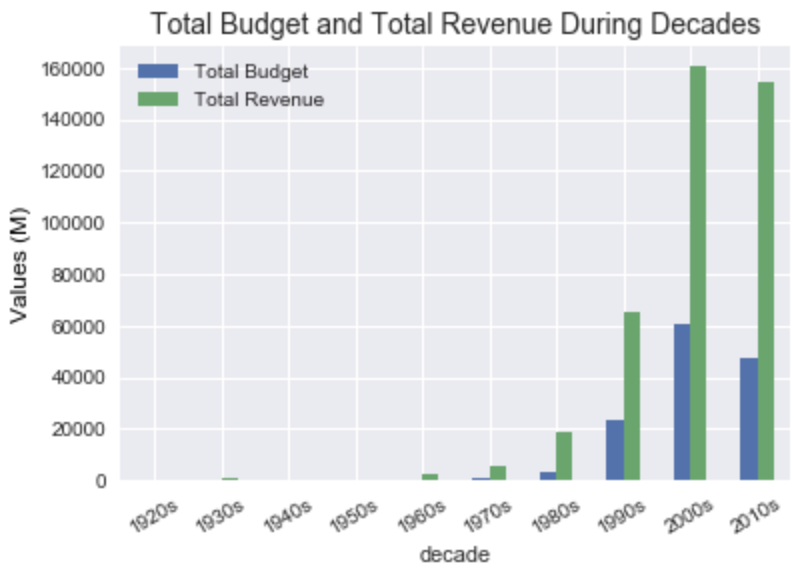 Total Budget and Total Revenue During Decades
Total Budget
Total Revenue
160000
140000
120000
100000
80000
60000
40000
20000
0
Values (M)
1920s 1930s 1940s 1950s 1960s 1970s 1980s 1990s 2000s 2010s
decade